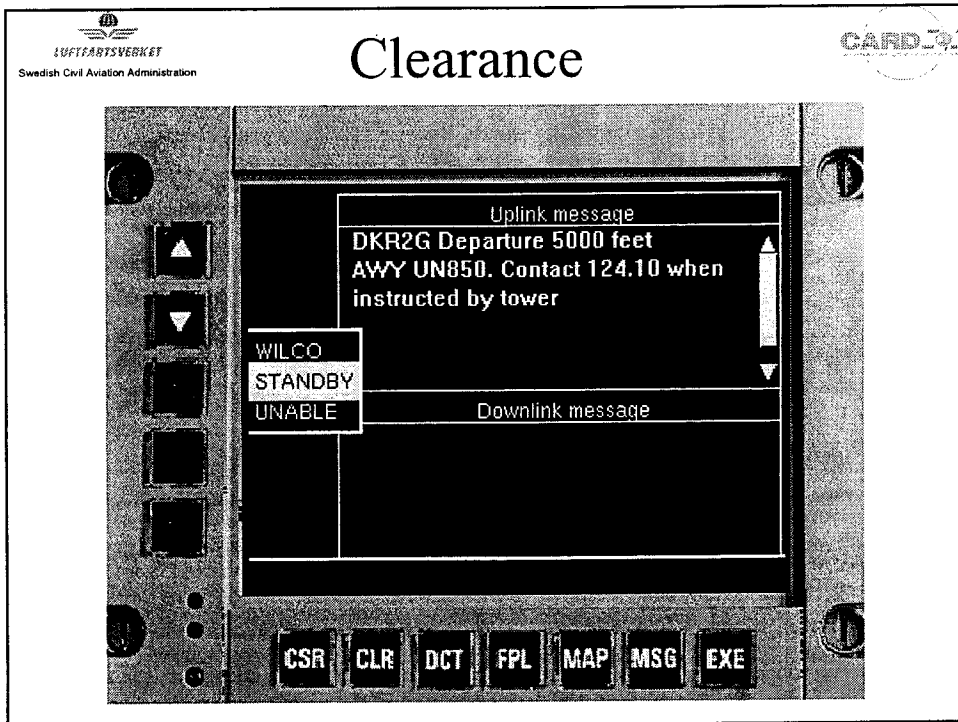 LUFTFARTSVERKET
Swedish Civil Aviation Administration
Clearance
CARD
Uplink message
DKR2G Departure 5000 feet
AWY UN850. Contact 124.10 when
instructed by tower
WILCO
STANDBY
UNABLE
Downlink message
CSR CLR DCT FPL MAP MSG EXE